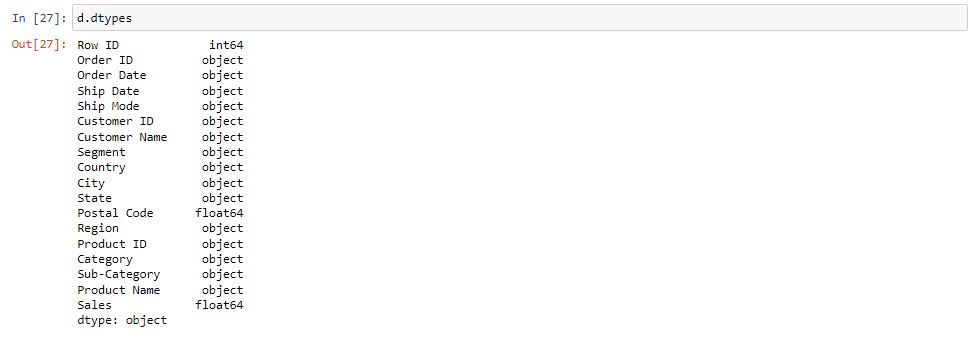 In [27]: d.dtypes
Out[27]: Row ID int64
Order ID object
Order Date object
Ship Date object
Ship Mode object
Customer ID object
Customer Name object
Segment object
Country object
City object
State object
Postal Code float64
Region object
Product ID object
Category object
Sub-Category object
Product Name object
Sales float64
dtype: object